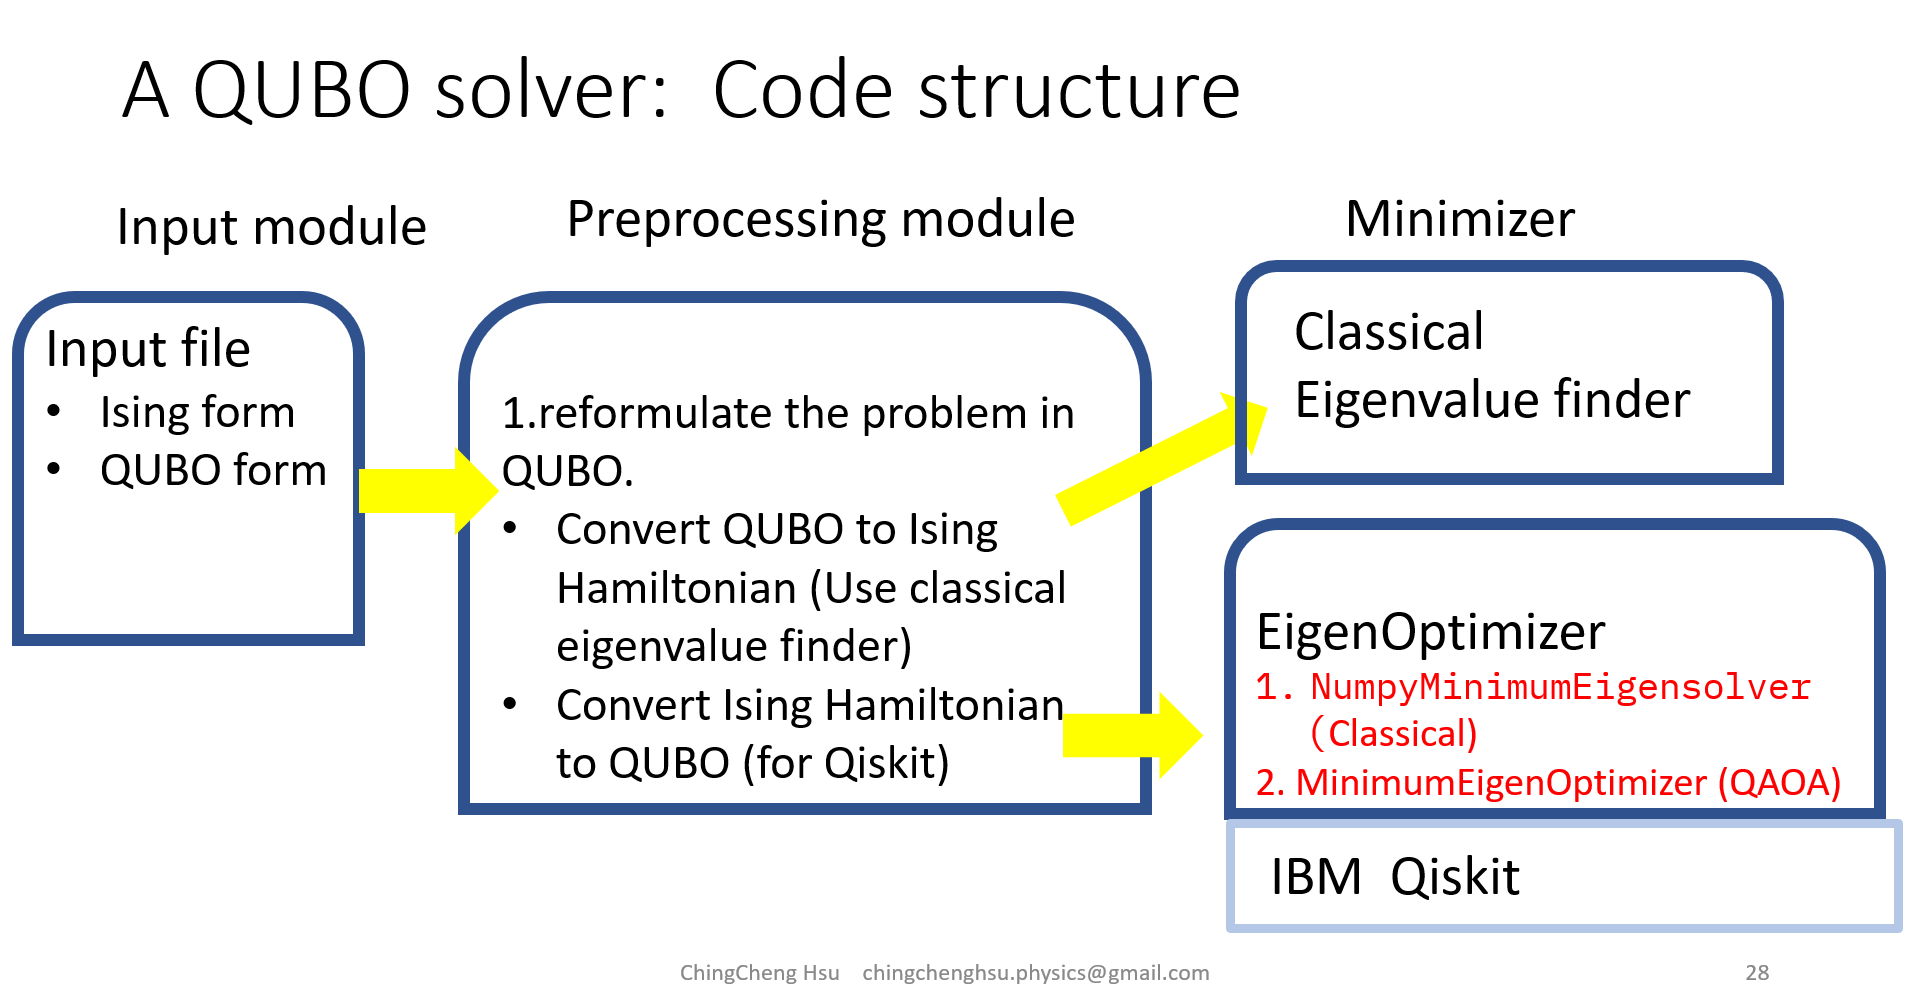 A QUBO solver:  Code structure
Input module
Preprocessing module
Minimizer
Input file
• Ising form
• QUBO form
1.reformulate the problem in
QUBO.
• Convert QUBO to Ising
Hamiltonian (Use classical
eigenvalue finder)
• Convert Ising Hamiltonian
to QUBO (for Qiskit)
Classical
Eigenvalue finder
EigenOptimizer
1. NumpyMinimumEigensolver
(Classical)
2. MinimumEigenOptimizer (QAOA)
IBM  Qiskit
ChingCheng Hsu    chingchenghsu.physics@gmail.com
28